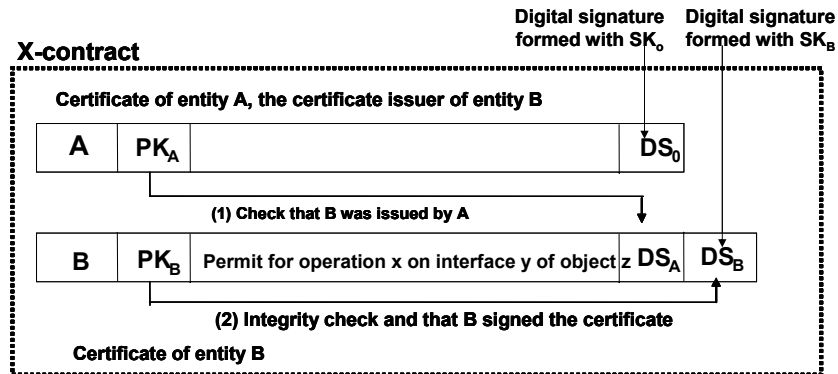 Digital signature formed with SKo
Digital signature formed with SKB
X-contract
Certificate of entity A, the certificate issuer of entity B
A PKA DS0
(1) Check that B was issued by A
B PKB Permit for operation x on interface y of object z DSA DSB
(2) Integrity check and that B signed the certificate
Certificate of entity B